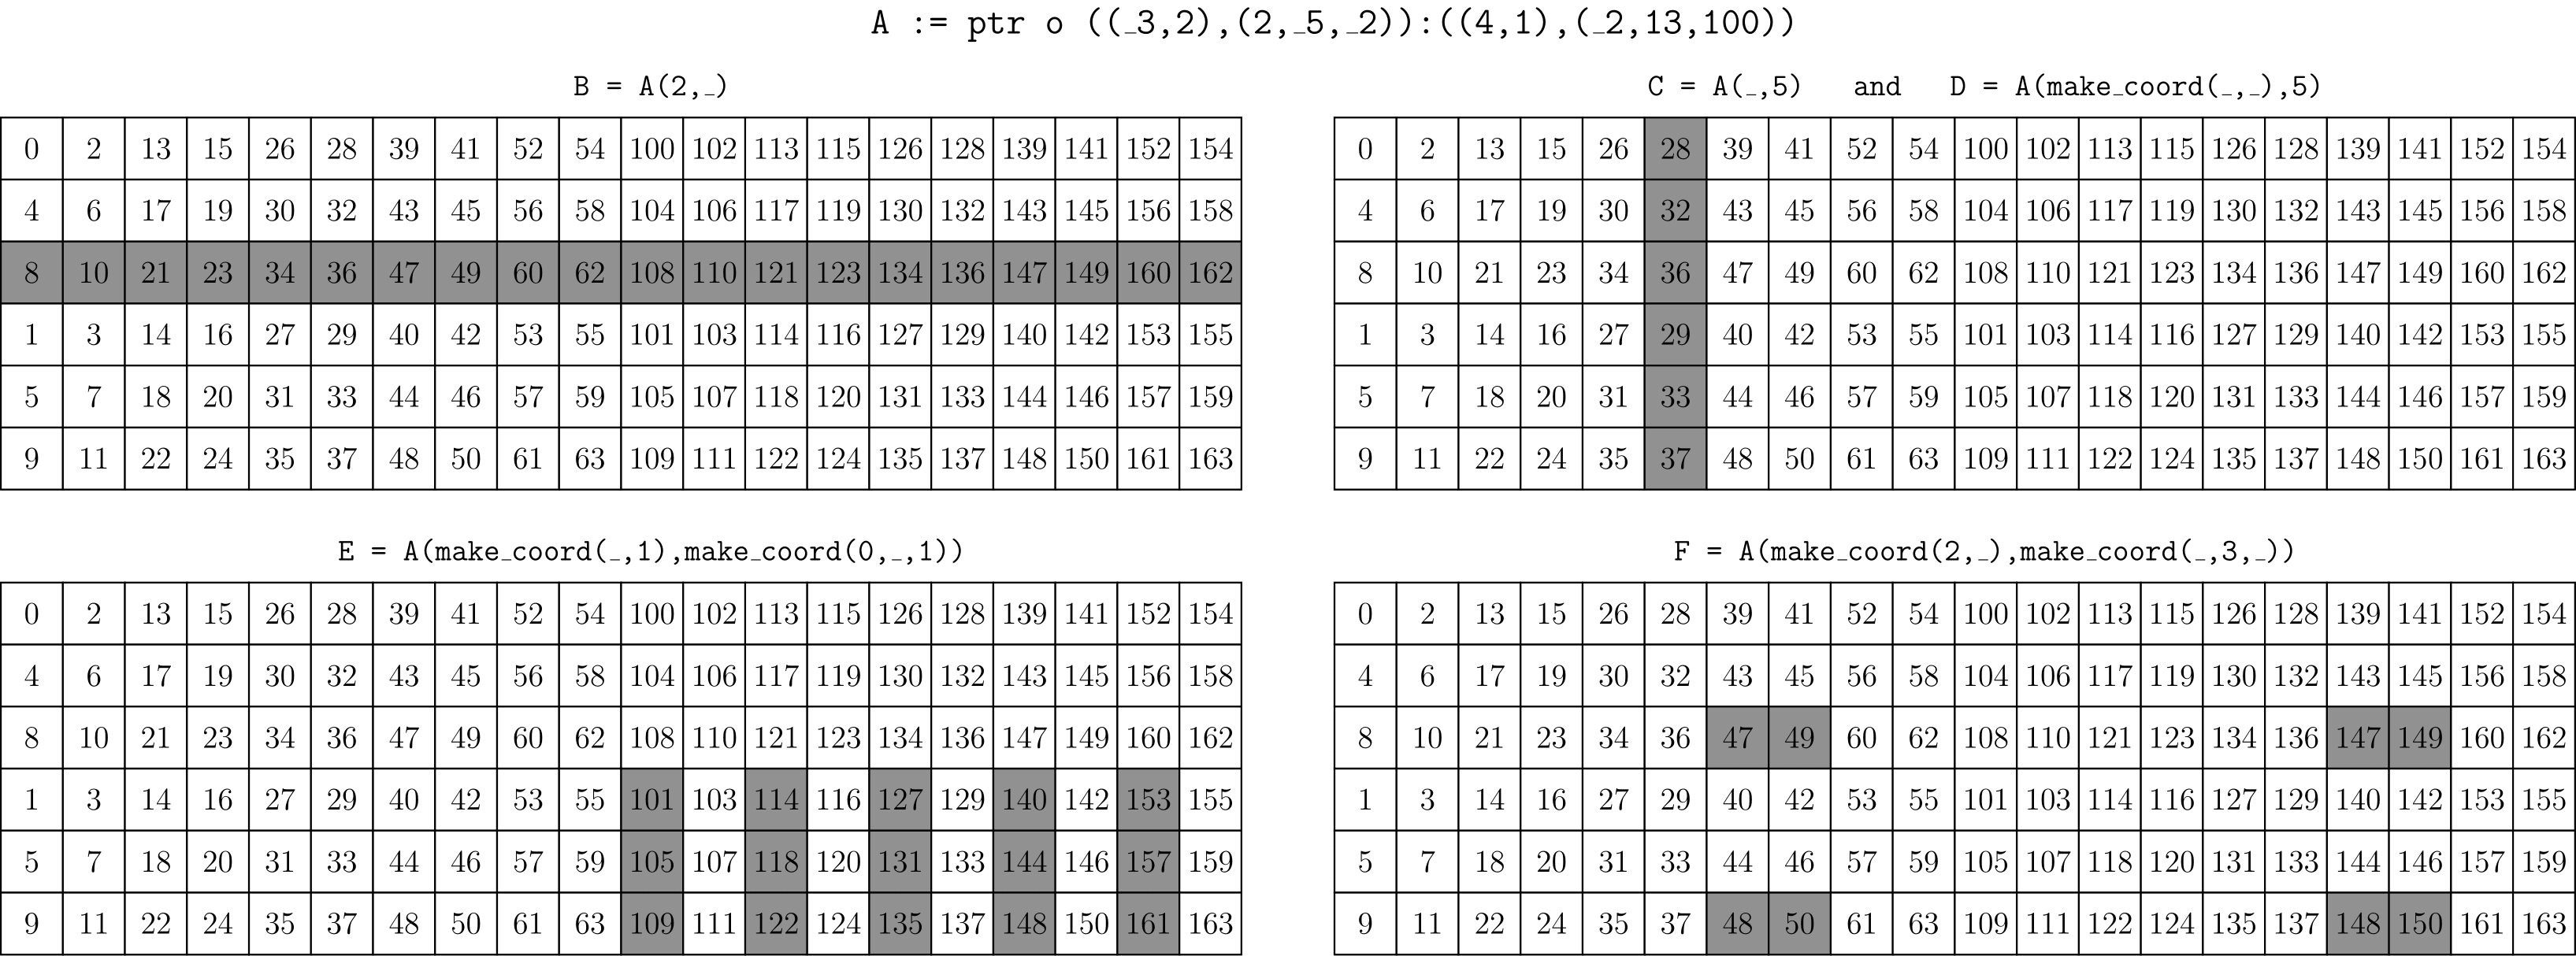 A := ptr o ((_3,2),(2,_5,_2)):((4,1),(_2,13,100))
B = A(2,_)
0 2 13 15 26 28 39 41 52 54 100 102 113 115 126 128 139 141 152 154
4 6 17 19 30 32 43 45 56 58 104 106 117 119 130 132 143 145 156 158
8 10 21 23 34 36 47 49 60 62 108 110 121 123 134 136 147 149 160 162
1 3 14 16 27 29 40 42 53 55 101 103 114 116 127 129 140 142 153 155
5 7 18 20 31 33 44 46 57 59 105 107 118 120 131 133 144 146 157 159
9 11 22 24 35 37 48 50 61 63 109 111 122 124 135 137 148 150 161 163
C = A(_,5) and D = A(make_coord(_,_),5)
0 2 13 15 26 28 39 41 52 54 100 102 113 115 126 128 139 141 152 154
4 6 17 19 30 32 43 45 56 58 104 106 117 119 130 132 143 145 156 158
8 10 21 23 34 36 47 49 60 62 108 110 121 123 134 136 147 149 160 162
1 3 14 16 27 29 40 42 53 55 101 103 114 116 127 129 140 142 153 155
5 7 18 20 31 33 44 46 57 59 105 107 118 120 131 133 144 146 157 159
9 11 22 24 35 37 48 50 61 63 109 111 122 124 135 137 148 150 161 163
E = A(make_coord(_,1),make_coord(0,_,1))
0 2 13 15 26 28 39 41 52 54 100 102 113 115 126 128 139 141 152 154
4 6 17 19 30 32 43 45 56 58 104 106 117 119 130 132 143 145 156 158
8 10 21 23 34 36 47 49 60 62 108 110 121 123 134 136 147 149 160 162
1 3 14 16 27 29 40 42 53 55 101 103 114 116 127 129 140 142 153 155
5 7 18 20 31 33 44 46 57 59 105 107 118 120 131 133 144 146 157 159
9 11 22 24 35 37 48 50 61 63 109 111 122 124 135 137 148 150 161 163
F = A(make_coord(2,_),make_coord(_,3,_))
0 2 13 15 26 28 39 41 52 54 100 102 113 115 126 128 139 141 152 154
4 6 17 19 30 32 43 45 56 58 104 106 117 119 130 132 143 145 156 158
8 10 21 23 34 36 47 49 60 62 108 110 121 123 134 136 147 149 160 162
1 3 14 16 27 29 40 42 53 55 101 103 114 116 127 129 140 142 153 155
5 7 18 20 31 33 44 46 57 59 105 107 118 120 131 133 144 146 157 159
9 11 22 24 35 37 48 50 61 63 109 111 122 124 135 137 148 150 161 163